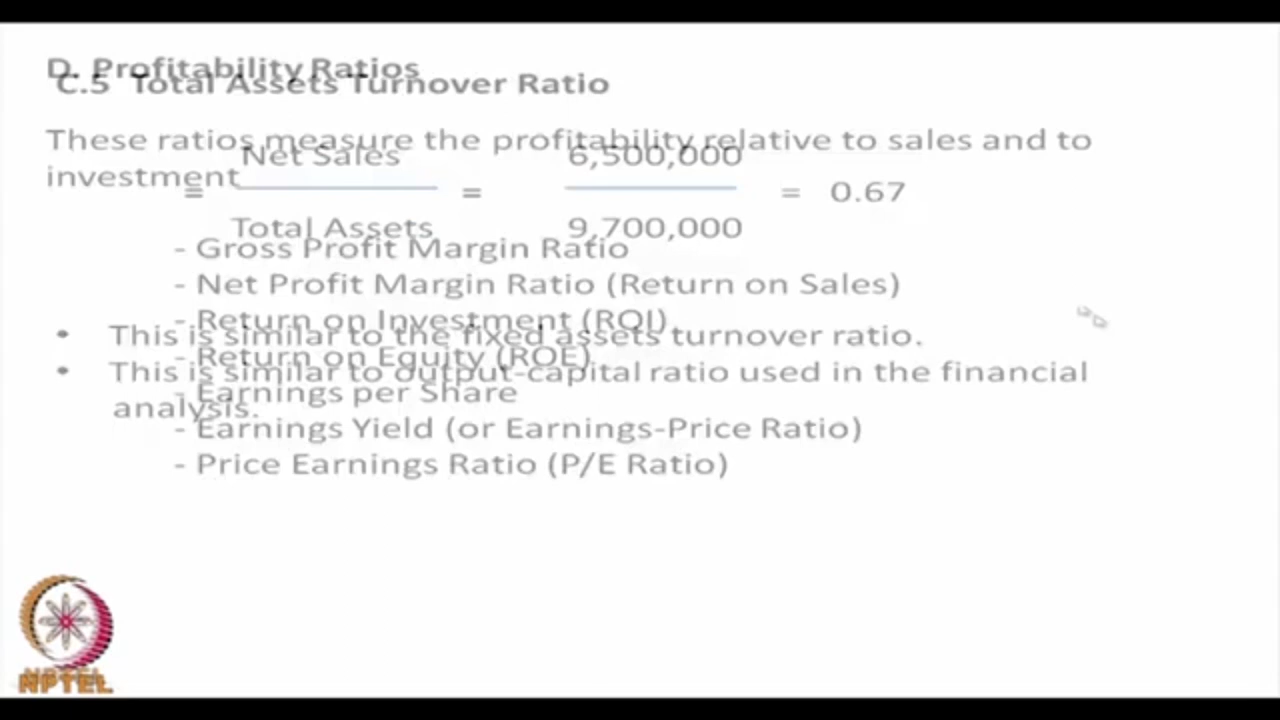 D. Profitability Ratios
C.5 Total Assets Turnover Ratio
These ratios measure the profitability relative to sales and to
investment
= Net Sales = 6,500,000 = 0.67
Total Assets 9,700,000
- Gross Profit Margin Ratio
- Net Profit Margin Ratio (Return on Sales)
- Return on Investment (ROI)
• This is similar to the fixed assets turnover ratio.
- Return on Equity (ROE)
• This is similar to output-capital ratio used in the financial
- Earnings per Share
analysis.
- Earnings Yield (or Earnings-Price Ratio)
- Price Earnings Ratio (P/E Ratio)
NPTEL